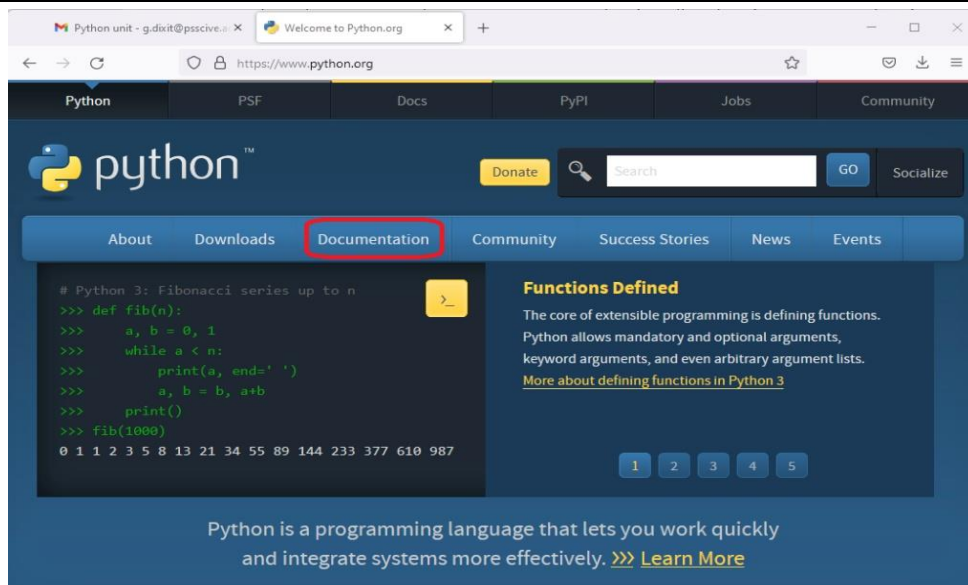 Python unit - g.dixit@psscive.a
Welcome to Python.org
https://www.python.org
Python PSF Docs PyPI Jobs Community
python™
Donate Search GO Socialize
About Downloads Documentation Community Success Stories News Events
# Python 3: Fibonacci series up to n
>>> def fib(n):
>>>     a, b = 0, 1
>>>     while a < n:
>>>         print(a, end=' ')
>>>         a, b = b, a+b
>>>     print()
>>> fib(1000)
0 1 1 2 3 5 8 13 21 34 55 89 144 233 377 610 987
>_
Functions Defined
The core of extensible programming is defining functions.
Python allows mandatory and optional arguments,
keyword arguments, and even arbitrary argument lists.
More about defining functions in Python 3
1 2 3 4 5
Python is a programming language that lets you work quickly
and integrate systems more effectively. >>> Learn More